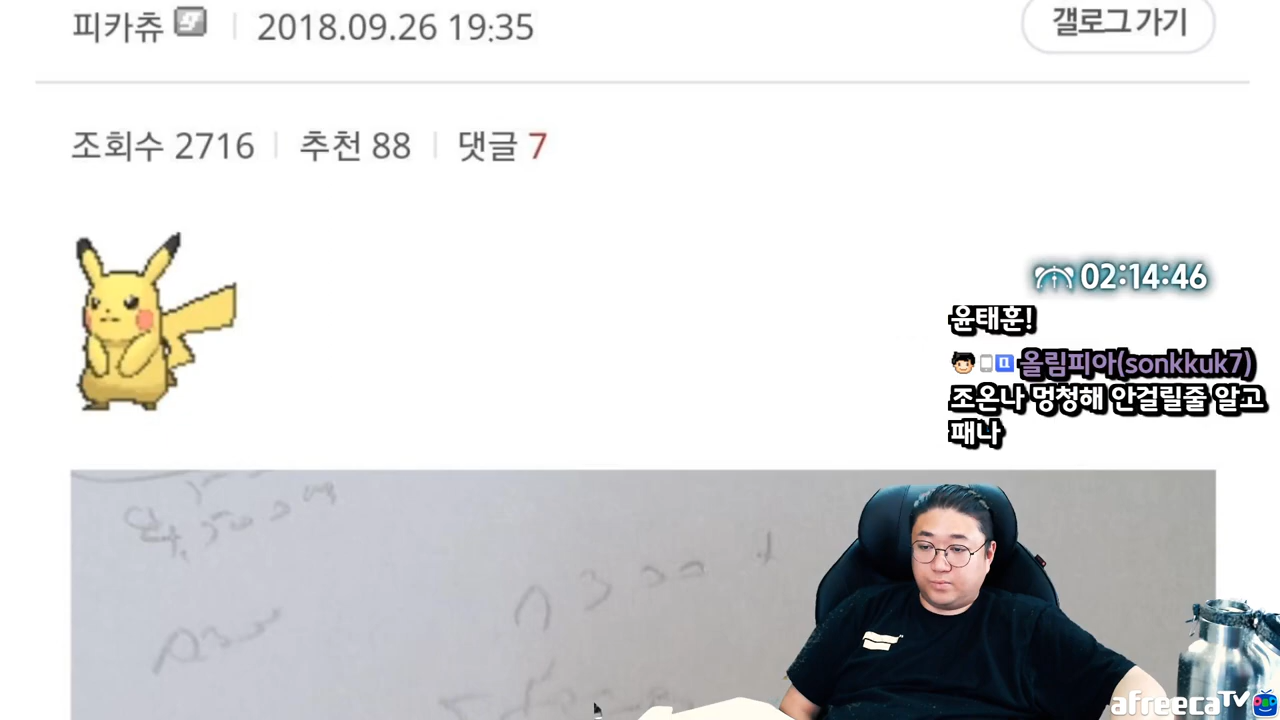 피카츄
2018.09.26 19:35
갤로그 가기
조회수 2716
추천 88
댓글 7
02:14:46
윤태훈!
올림피아(sonkkuk7)
조온나 멍청해 안걸릴줄 알고
패나
afreecaTV